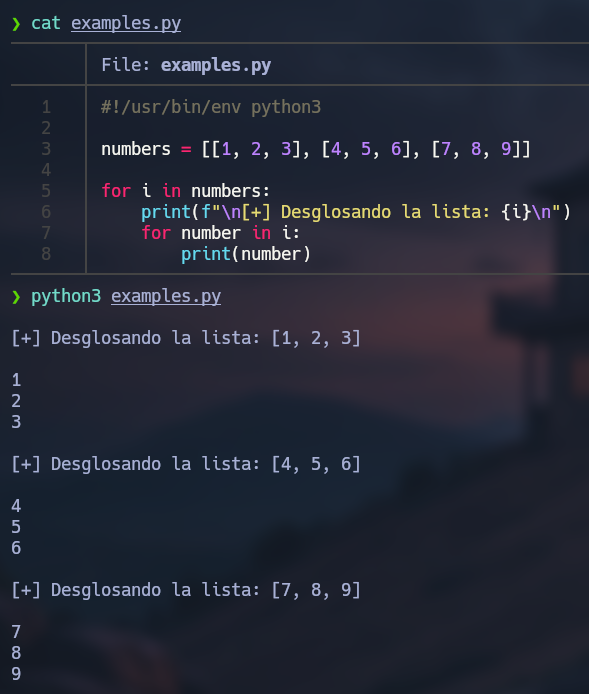 ❯ cat examples.py
File: examples.py
1 #!/usr/bin/env python3
2
3 numbers = [[1, 2, 3], [4, 5, 6], [7, 8, 9]]
4
5 for i in numbers:
6     print(f"\n[+] Desglosando la lista: {i}\n")
7     for number in i:
8         print(number)
❯ python3 examples.py
[+] Desglosando la lista: [1, 2, 3]
1
2
3
[+] Desglosando la lista: [4, 5, 6]
4
5
6
[+] Desglosando la lista: [7, 8, 9]
7
8
9